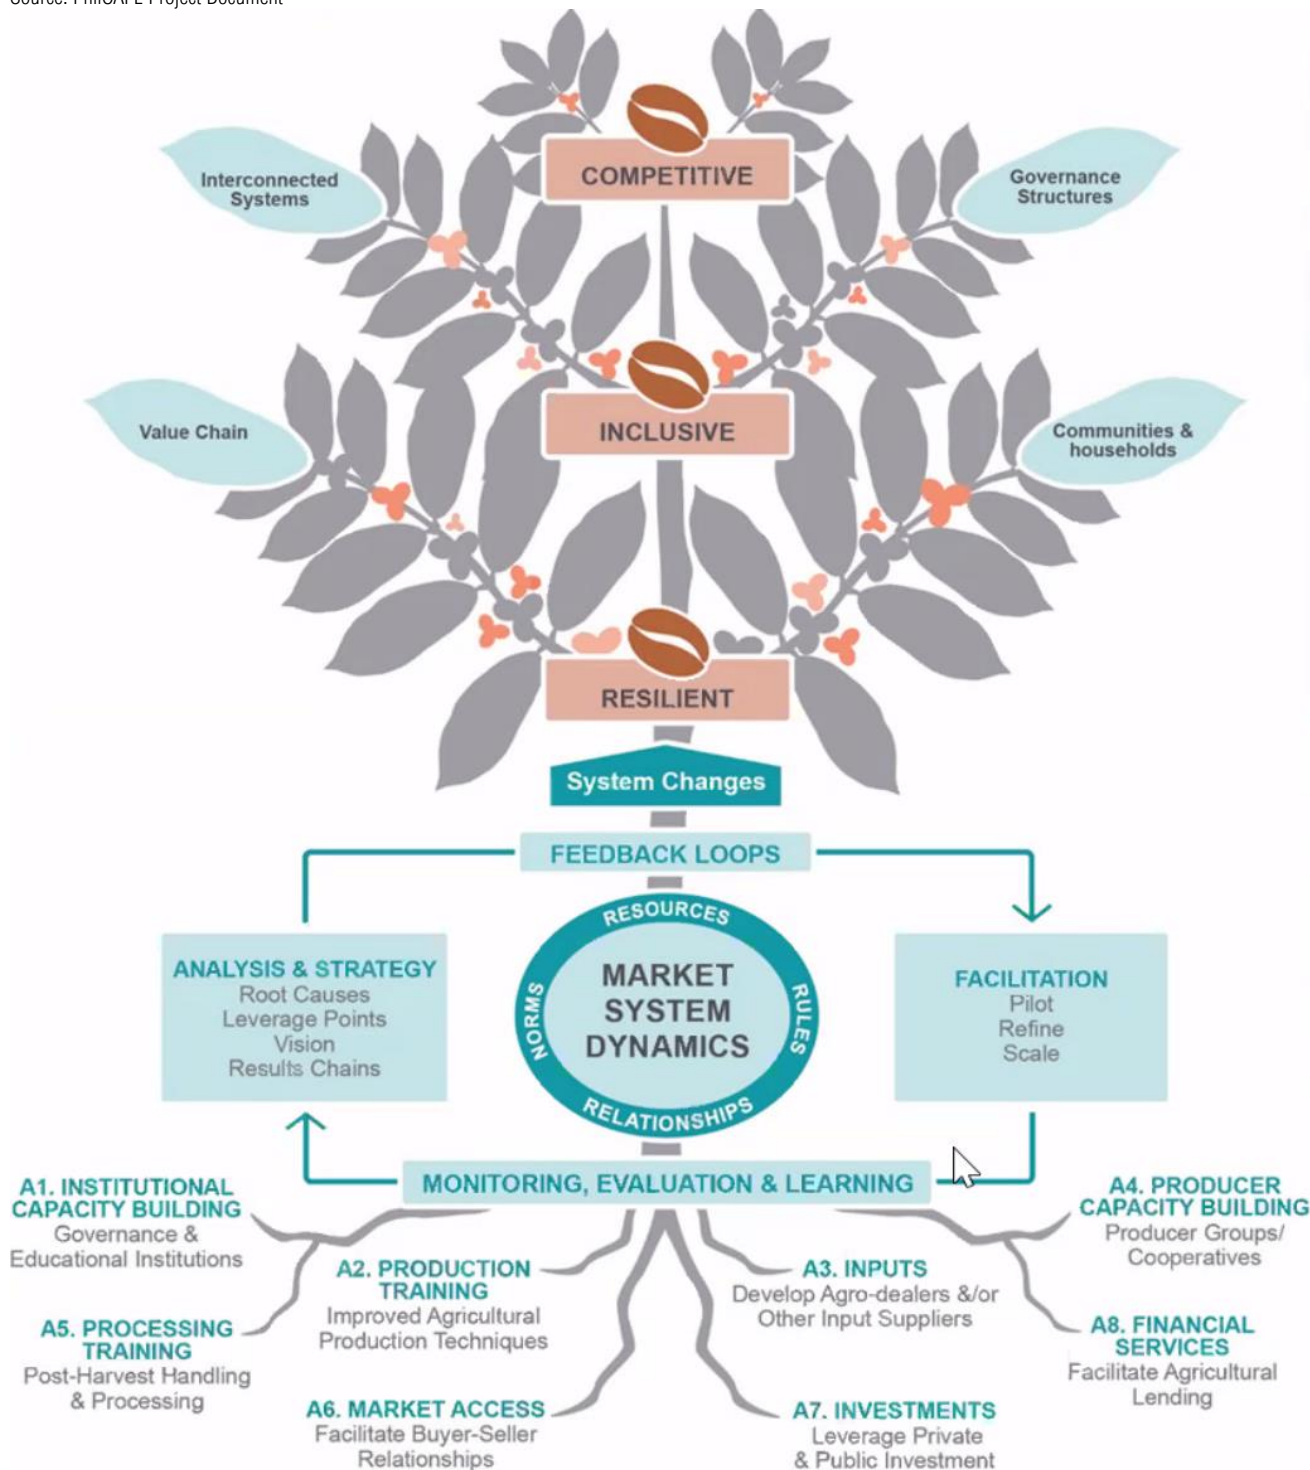 Source: PhilCAFE Project Document
COMPETITIVE
Interconnected
Systems
Governance
Structures
INCLUSIVE
Value Chain
Communities &
households
RESILIENT
System Changes
FEEDBACK LOOPS
ANALYSIS & STRATEGY
Root Causes
Leverage Points
Vision
Results Chains
RESOURCES
NORMS
MARKET
SYSTEM
DYNAMICS
RULES
RELATIONSHIPS
FACILITATION
Pilot
Refine
Scale
MONITORING, EVALUATION & LEARNING
A1. INSTITUTIONAL
CAPACITY BUILDING
Governance &
Educational Institutions
A2. PRODUCTION
TRAINING
Improved Agricultural
Production Techniques
A3. INPUTS
Develop Agro-dealers &/or
Other Input Suppliers
A4. PRODUCER
CAPACITY BUILDING
Producer Groups/
Cooperatives
A5. PROCESSING
TRAINING
Post-Harvest Handling
& Processing
A6. MARKET ACCESS
Facilitate Buyer-Seller
Relationships
A7. INVESTMENTS
Leverage Private
& Public Investment
A8. FINANCIAL
SERVICES
Facilitate Agricultural
Lending